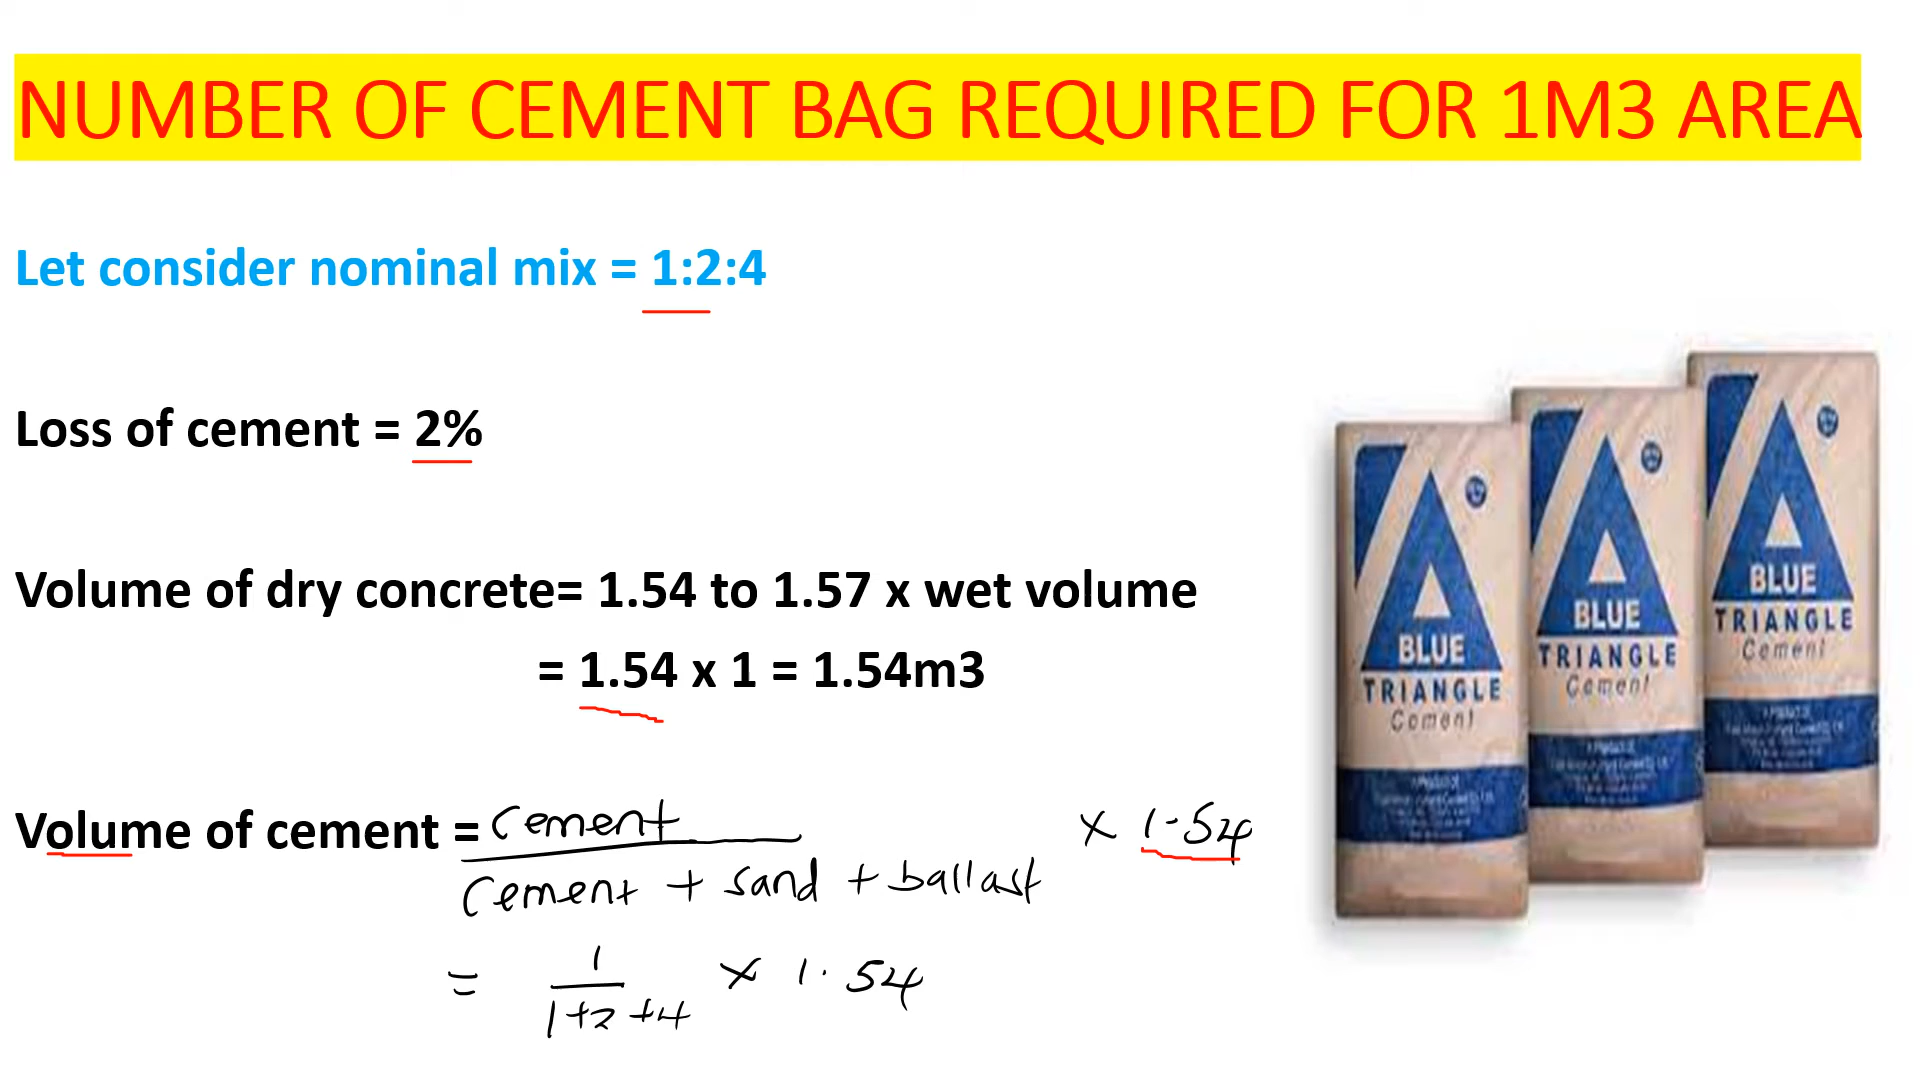 NUMBER OF CEMENT BAG REQUIRED FOR 1M3 AREA
Let consider nominal mix = 1:2:4
Loss of cement = 2%
Volume of dry concrete= 1.54 to 1.57 x wet volume
= 1.54 x 1 = 1.54m3
Volume of cement = cement x 1.54
cement + sand + ballast
= 1 x 1.54
1+2+4
BLUE
TRIANGLE
Cement
BLUE
TRIANGLE
Cement
BLUE
TRIANGLE
Cement